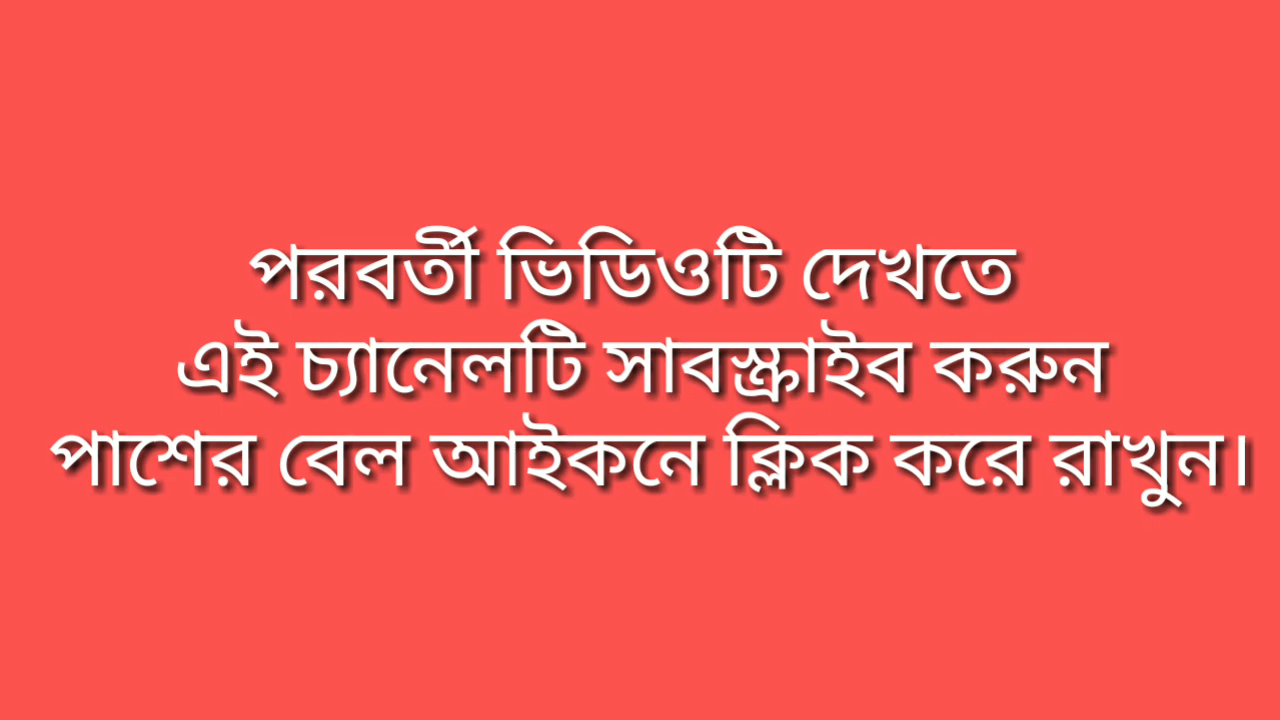 পরবর্তী ভিডিওটি দেখতে
এই চ্যানেলটি সাবস্ক্রাইব করুন
পাশের বেল আইকনে ক্লিক করে রাখুন।